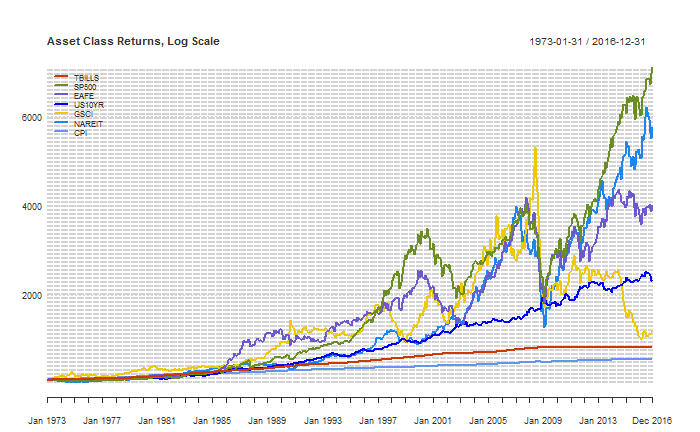 Asset Class Returns, Log Scale 1973-01-31 / 2016-12-31
TBILLS
SP500
EAFE
US10YR
GSCI
NAREIT
CPI
6000
4000
2000
Jan 1973 Jan 1977 Jan 1981 Jan 1985 Jan 1989 Jan 1993 Jan 1997 Jan 2001 Jan 2005 Jan 2009 Jan 2013 Dec 2016